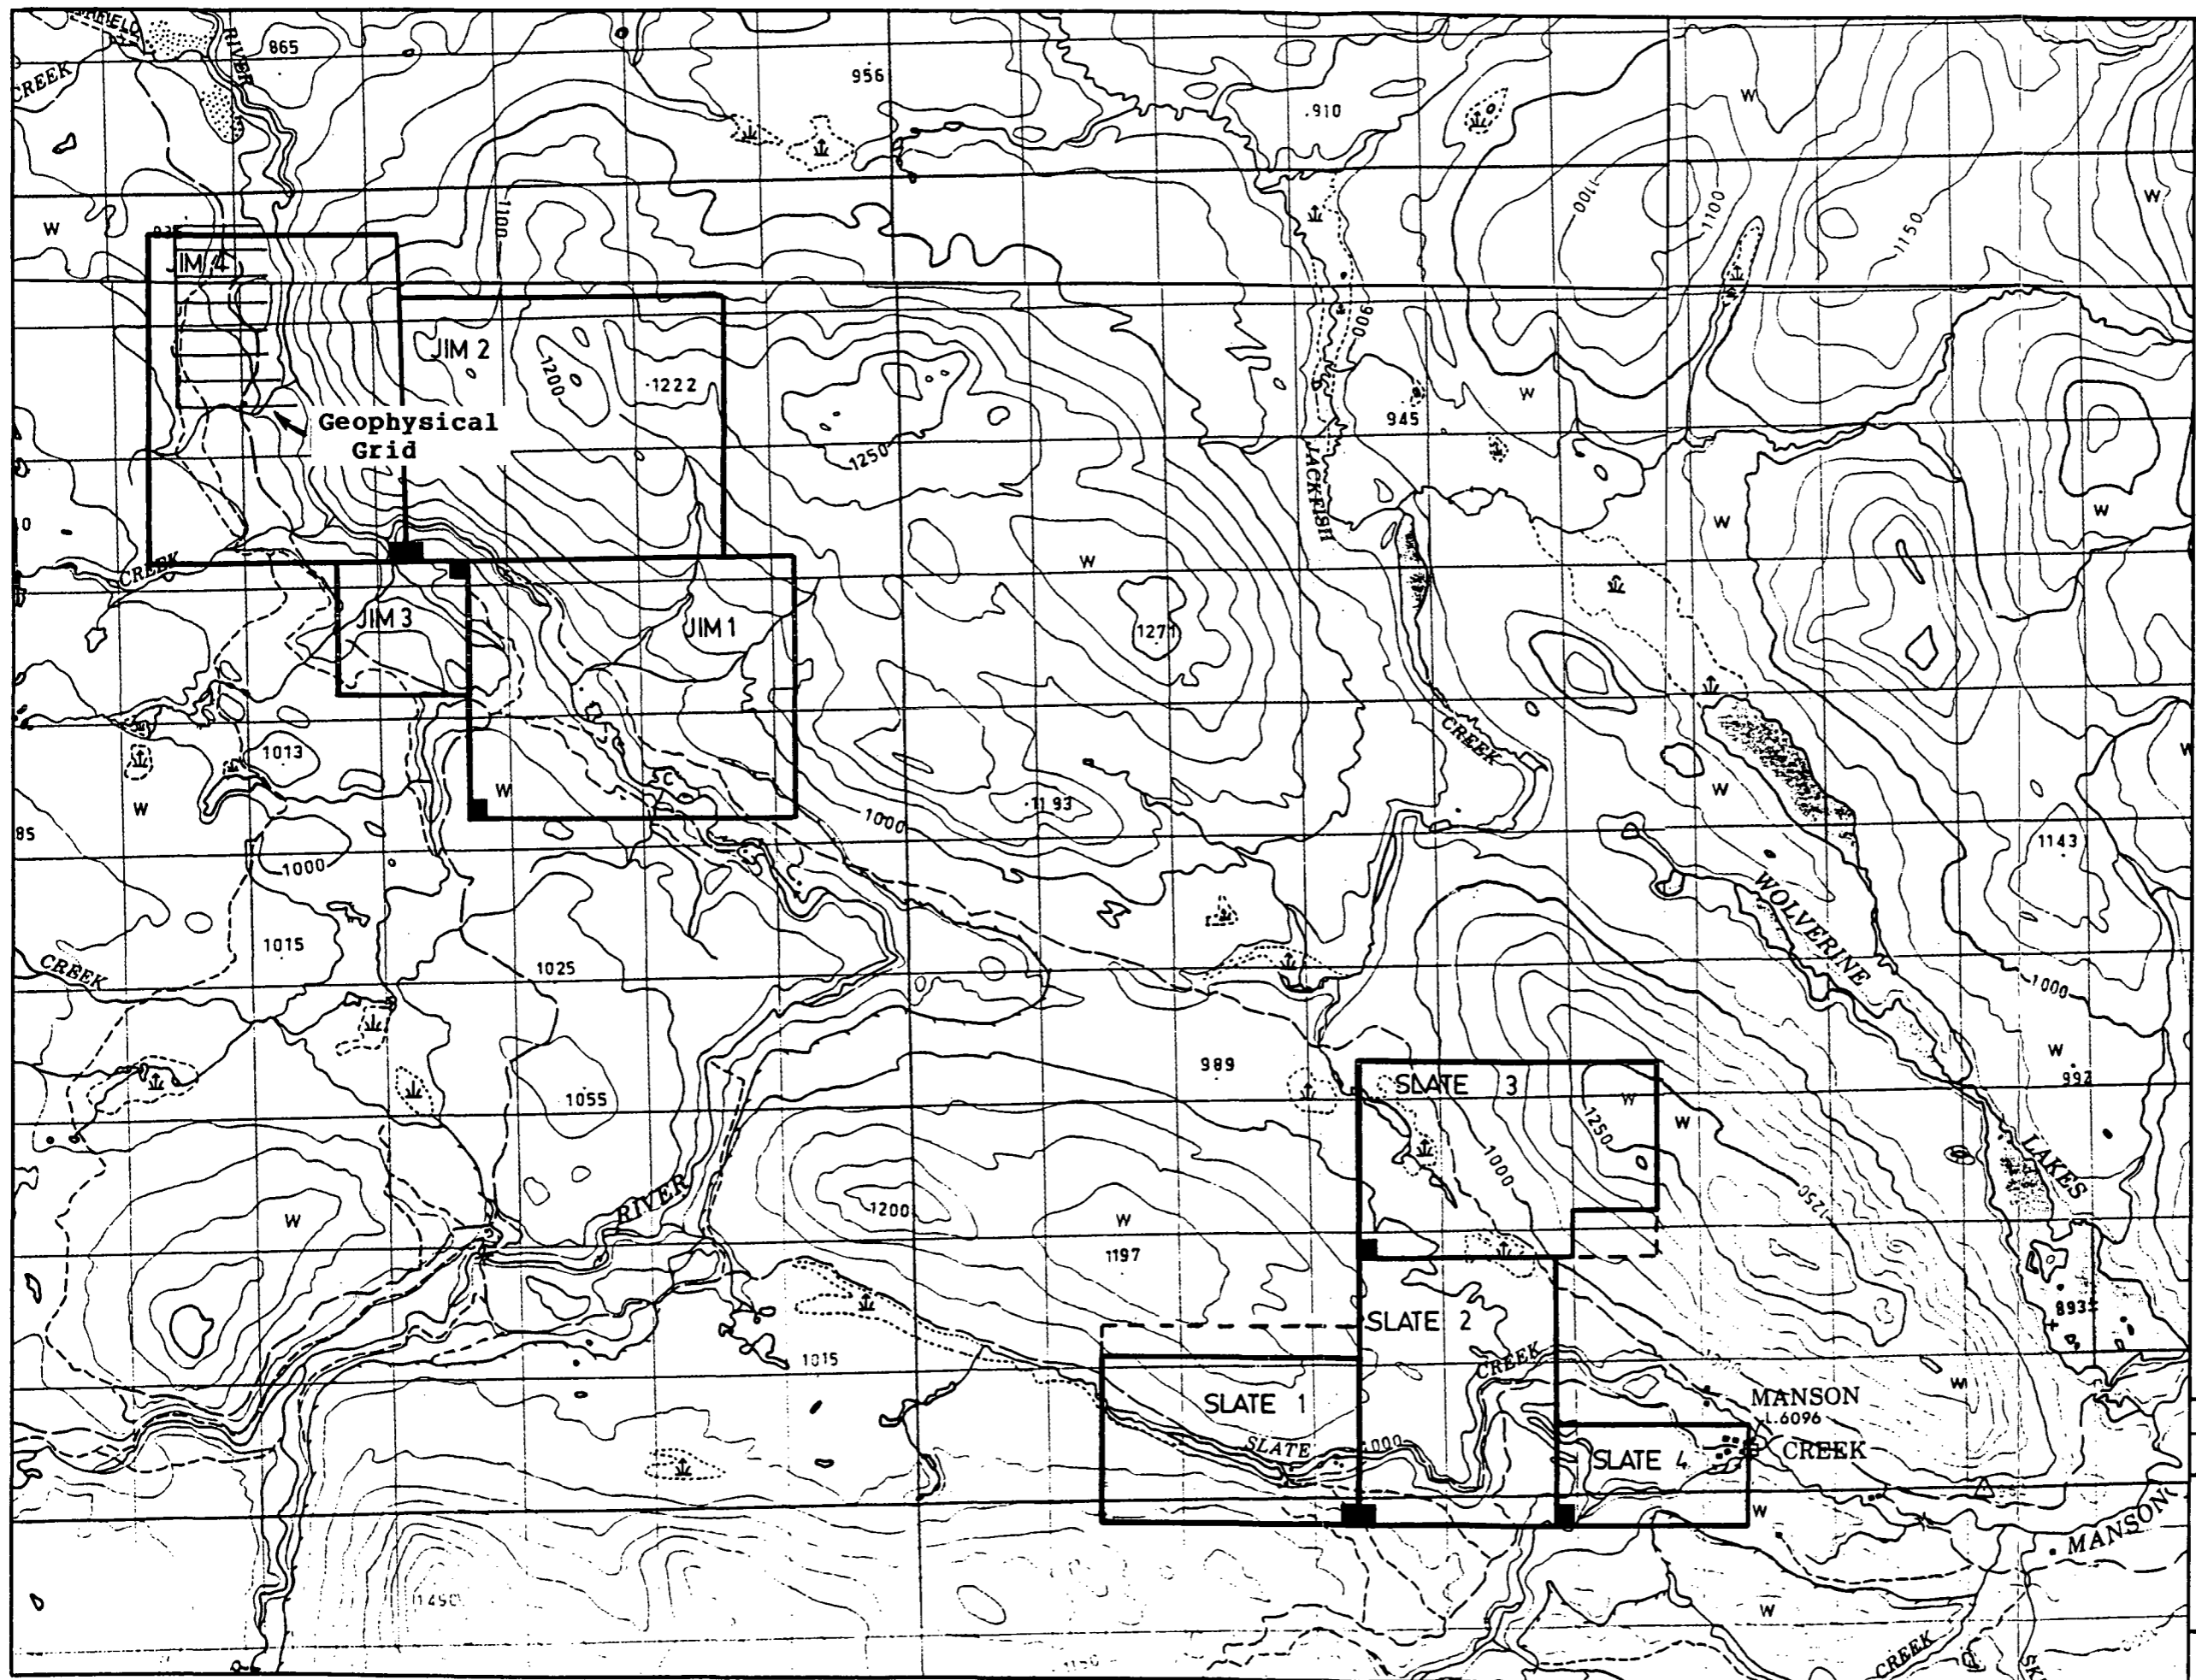 RIVER
865
956
.910
CREEK
W
1100
1100
1150
W
W
JIM 4
900
JIM 2
1200
·1222
W
945
Geophysical
Grid
1250
W
W
CREEK
W
JIM 3
JIM 1
1271
CREEK
1013
W
W
W
W
·1193
1000
85
1143
1000
WOLVERINE
1015
1025
CREEK
1000
989
W
992
SLATE 3
W
1055
W
1250
1000
LAKES
RIVER
1250
W
1200
W
1197
893±
SLATE 2
1015
CREEK
W
SLATE 1
MANSON
L.6096
SLATE
1000
SLATE 4
CREEK
W
MANSON
W
CREEK